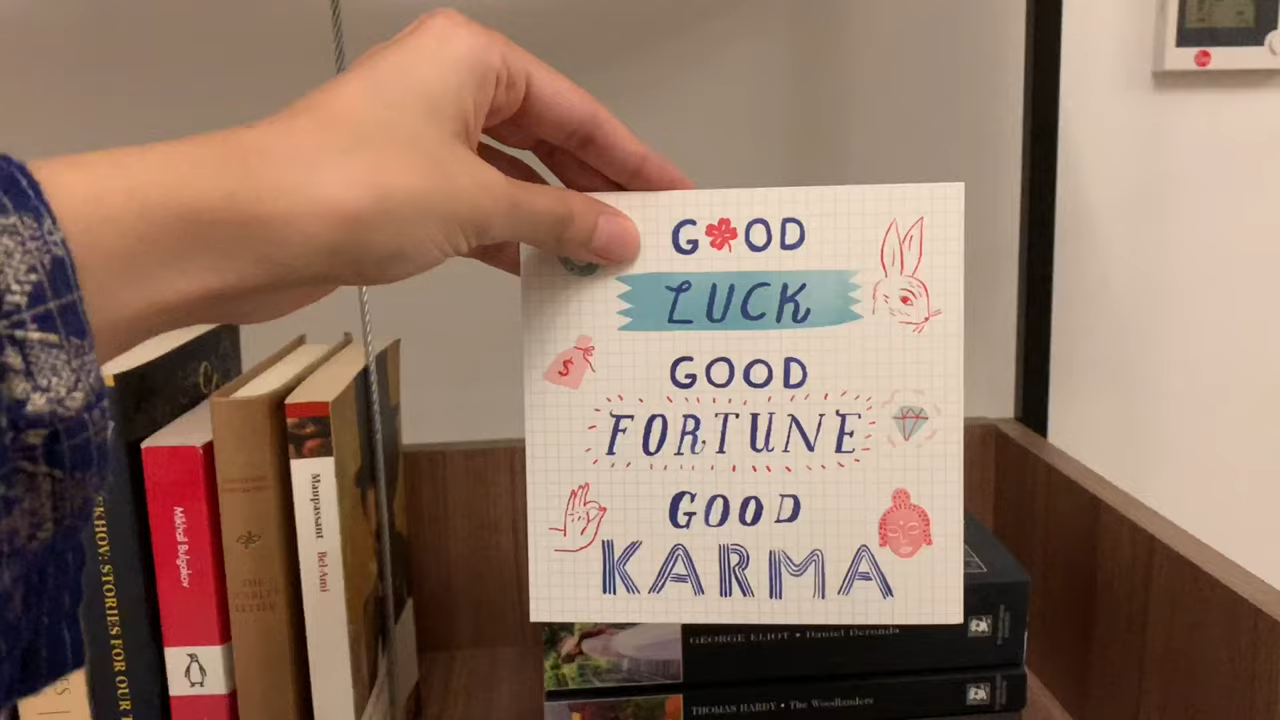 GOOD
LUCK
GOOD
FORTUNE
GOOD
KARMA
$
KHOV: STORIES FOR OUR
Mikhail Bulgakov
THE
SCARLET
LETTER
Maupassant Bel-Ami
GEORGE ELIOT • Daniel Deronda
THOMAS HARDY • The Woodlanders